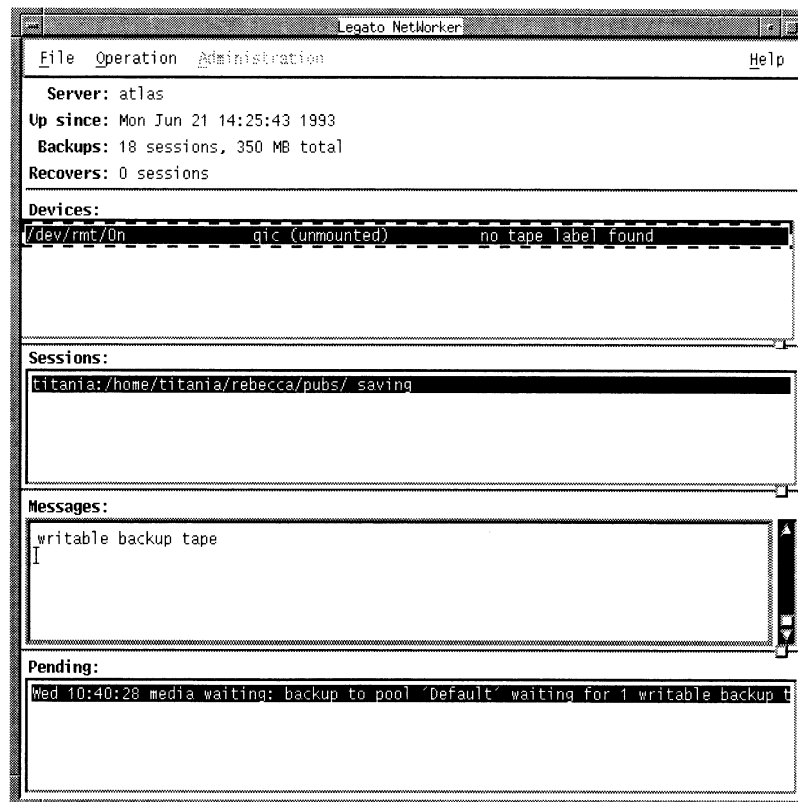 Legato NetWorker
File Operation Administration Help
Server: atlas
Up since: Mon Jun 21 14:25:43 1993
Backups: 18 sessions, 350 MB total
Recovers: 0 sessions
Devices:
/dev/rmt/0n qic (unmounted) no tape label found
Sessions:
titania:/home/titania/rebecca/pubs/ saving
Messages:
writable backup tape
Pending:
Wed 10:40:28 media waiting: backup to pool ´Default´ waiting for 1 writable backup t